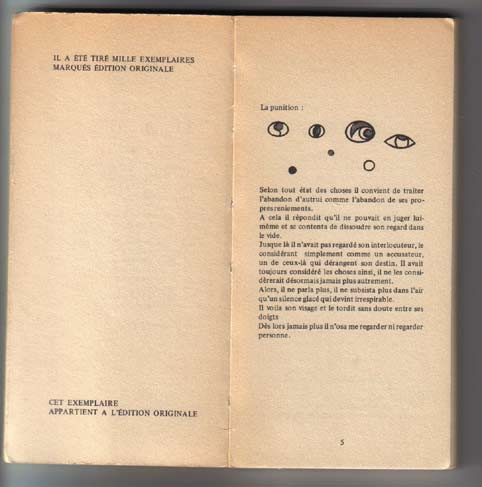 IL A ÉTÉ TIRÉ MILLE EXEMPLAIRES
MARQUÉS ÉDITION ORIGINALE
CET EXEMPLAIRE
APPARTIENT A L'ÉDITION ORIGINALE
La punition :
Selon tout état des choses il convient de traiter
l'abandon d'autrui comme l'abandon de ses pro-
pres reniements.
A cela il répondit qu'il ne pouvait en juger lui-
même et se contenta de dissoudre son regard dans
le vide.
Jusque là il n'avait pas regardé son interlocuteur, le
considérant simplement comme un accusateur,
un de ceux-là qui dérangent son destin. Il avait
toujours considéré les choses ainsi, il ne les consi-
dèrerait désormais jamais plus autrement.
Alors, il ne parla plus, il ne subsista plus dans l'air
qu'un silence glacé qui devint irrespirable.
Il voila son visage et le tordit sans doute entre ses
doigts
Dès lors jamais plus il n'osa me regarder ni regarder
personne.
5